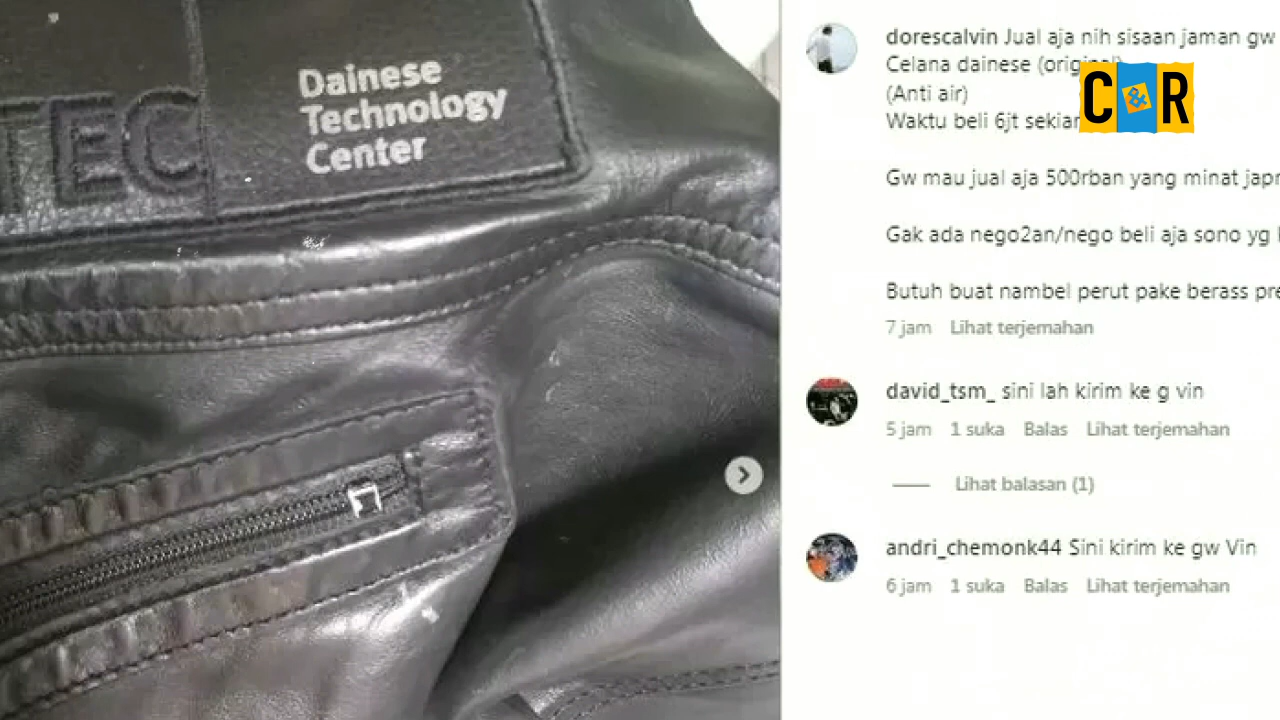 TEC
Dainese
Technology
Center
dorescalvin Jual aja nih sisaan jaman gw
Celana dainese (original)
(Anti air)
Waktu beli 6jt sekian
C&R
Gw mau jual aja 500rban yang minat
Gak ada nego2an/nego beli aja sono yg
Butuh buat nambel perut pake berass
7 jam Lihat terjemahan
david_tsm_ sini lah kirim ke g vin
5 jam 1 suka Balas Lihat terjemahan
Lihat balasan (1)
andri_chemonk44 Sini kirim ke gw Vin
6 jam 1 suka Balas Lihat terjemahan